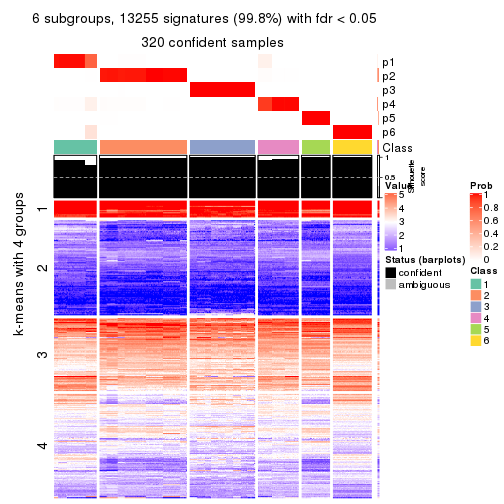 6 subgroups, 13255 signatures (99.8%) with fdr < 0.05
320 confident samples
p1
p2
p3
p4
p5
p6
Class
1
0.5
0
Silhouette
score
k-means with 4 groups
1
2
3
4
Value
5
4
3
2
1
Status (barplots)
confident
ambiguous
Prob
1
0.8
0.6
0.4
0.2
0
Class
1
2
3
4
5
6